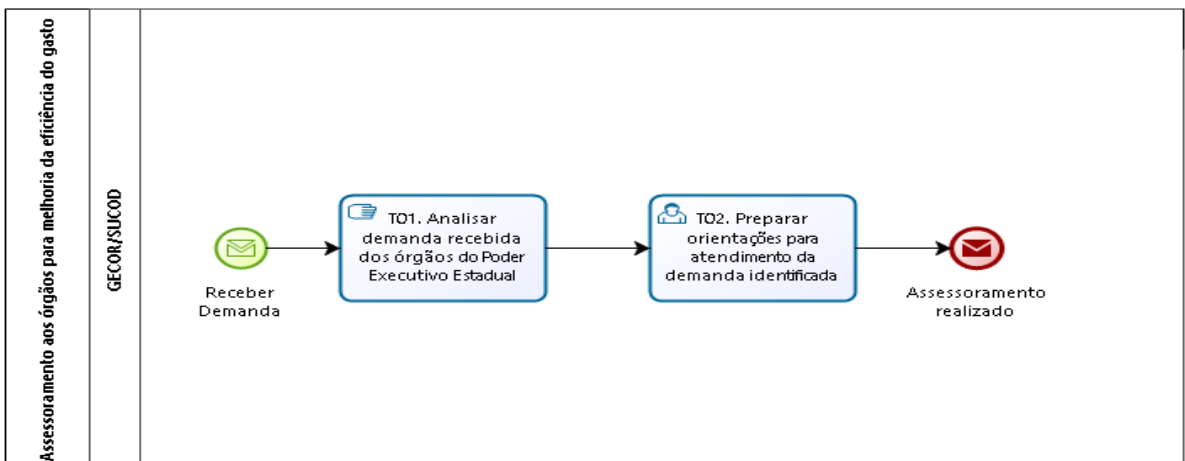 Assessoramento aos órgãos para melhoria da eficiência do gasto
GECOR/SUCOD
Receber
Demanda
T01. Analisar
demanda recebida
dos órgãos do Poder
Executivo Estadual
T02. Preparar
orientações para
atendimento da
demanda identificada
Assessoramento
realizado